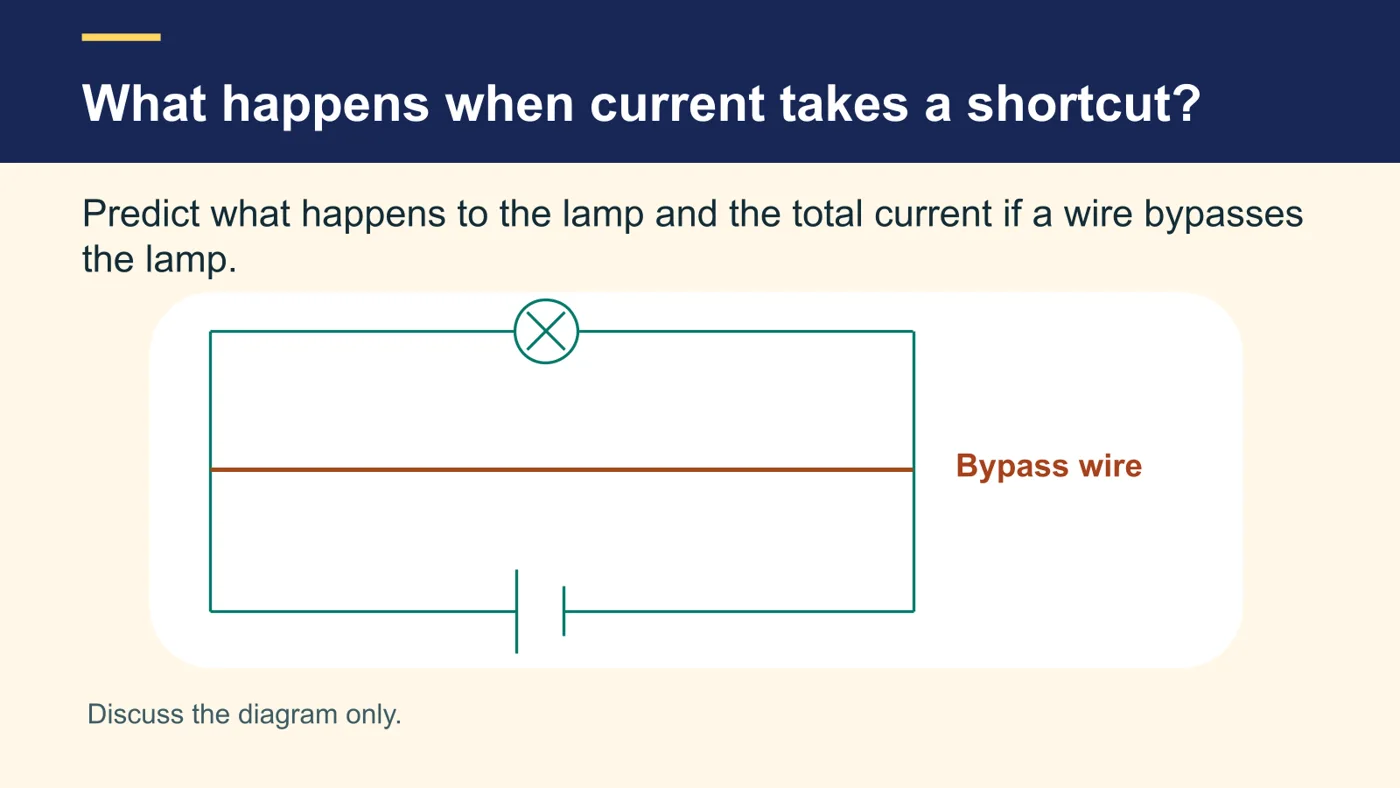 What happens when current takes a shortcut?
Predict what happens to the lamp and the total current if a wire bypasses
the lamp.
Bypass wire
Discuss the diagram only.